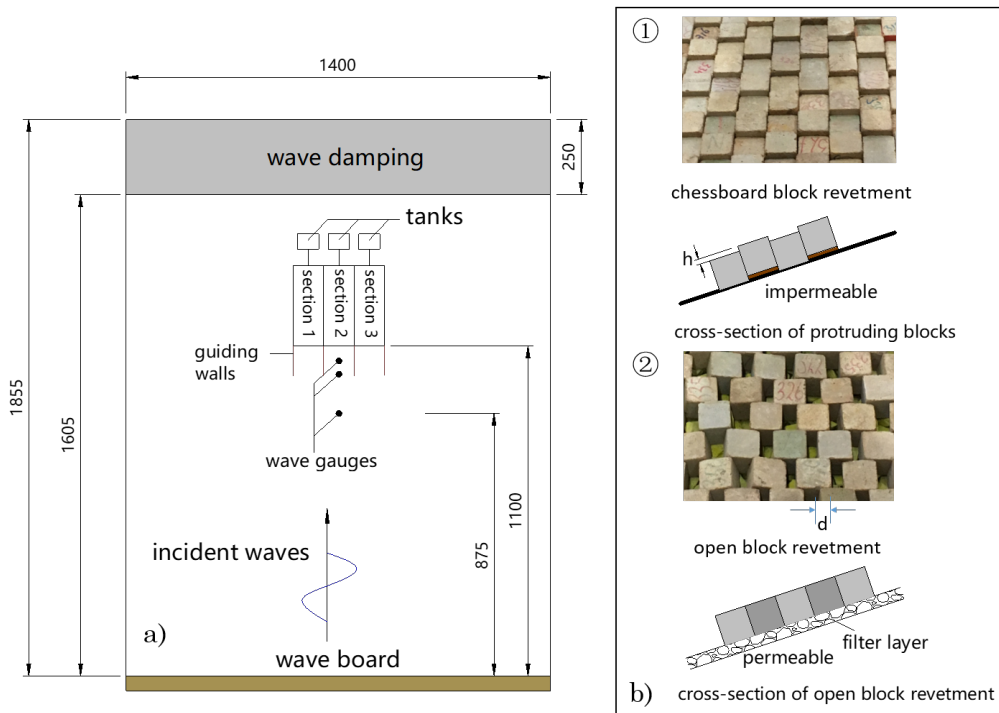 1400
wave damping
250
tanks
section 1
section 2
section 3
guiding
walls
wave gauges
1855
1605
1100
875
incident waves
a)
wave board
①
chessboard block revetment
h
impermeable
cross-section of protruding blocks
②
326
d
open block revetment
filter layer
permeable
b)
cross-section of open block revetment